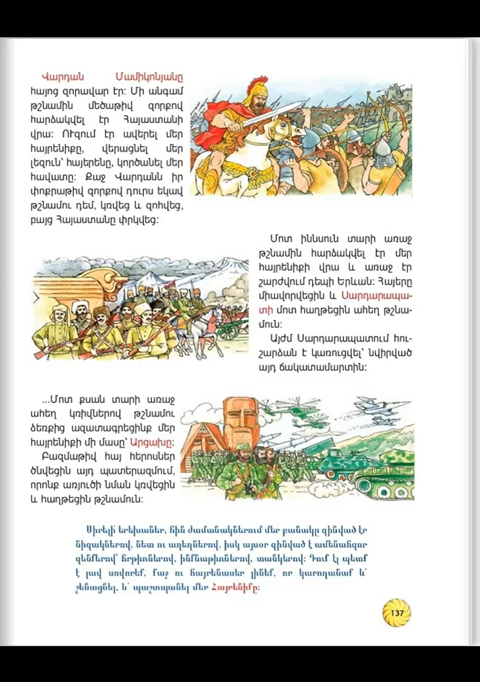 Վարդան Մամիկոնյանը
հայոց զորավար էր։ Մի անգամ
թշնամին մեծաթիվ զորքով
հարձակվել էր Հայաստանի
վրա։ Ուզում էր ավերել մեր
հայրենիքը, վերացնել մեր
լեզուն՝ հայերենը, կործանել մեր
հավատը։ Քաջ Վարդանն իր
փոքրաթիվ զորքով դուրս եկավ
թշնամու դեմ, կռվեց և զոհվեց,
բայց Հայաստանը փրկվեց։
Մոտ իննսուն տարի առաջ
թշնամին հարձակվել էր մեր
հայրենիքի վրա և առաջ էր
շարժվում դեպի Երևան։ Հայերը
միավորվեցին և Սարդարապա-
տի մոտ հաղթեցին ահեղ թշնա-
մուն։
Այժմ Սարդարապատում հու-
շարձան է կառուցվել՝ նվիրված
այդ ճակատամարտին։
...Մոտ քսան տարի առաջ
ահեղ կռիվներով թշնամու
ձեռքից ազատագրեցինք մեր
հայրենիքի մի մասը՝ Արցախը։
Բազմաթիվ հայ հերոսներ
ծնվեցին այդ պատերազմում,
որոնք առյուծի նման կռվեցին
և հաղթեցին թշնամուն։
Սիրելի՛ երեխաներ, հին ժամանակներում մեր բանակը զինված էր
նիզակներով, նետ ու աղեղներով, իսկ այսօր զինված է ամենահզոր
զենքերով՝ հրթիռներով, ինքնաթիռներով, տանկերով։ Դուք էլ պետք
է լավ սովորեք, քաջ ու հայրենասեր լինեք, որ կարողանաք և՛
շենացնել, և՛ պաշտպանել մեր Հայրենիքը։
137